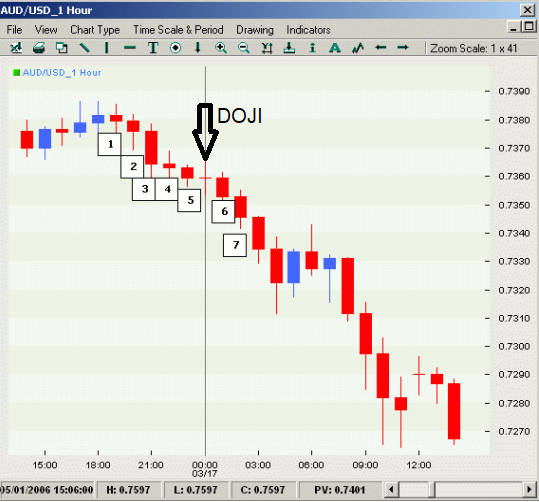 AUD/USD_1 Hour
File View Chart Type Time Scale & Period Drawing Indicators
T i A Zoom Scale: 1 x 41
AUD/USD_1 Hour
DOJI
0.7390
0.7380
0.7370
0.7360
0.7350
0.7340
0.7330
0.7320
0.7300
0.7290
0.7280
0.7270
1
2
3 4
5
6
7
15:00 18:00 21:00 00:00 03:00 06:00 09:00 12:00
03/17
05/01/2006 15:06:00 H: 0.7597 L: 0.7597 C: 0.7597 PV: 0.7401